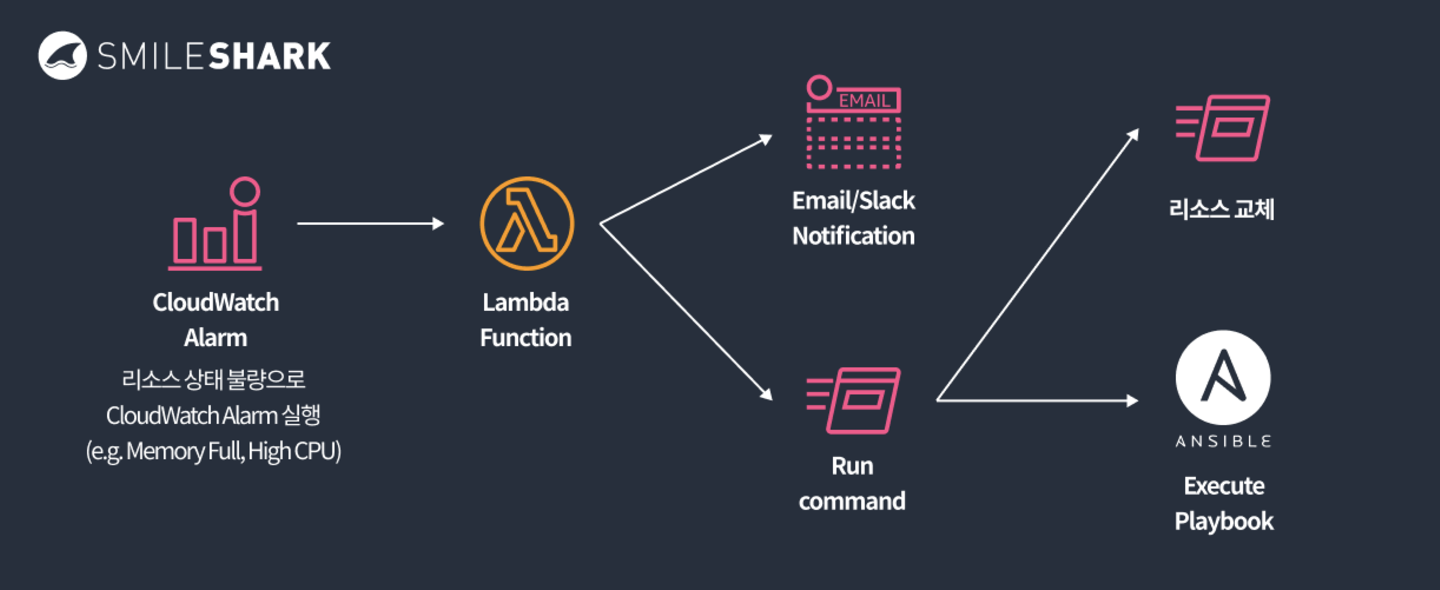 SMILESHARK
CloudWatch
Alarm
리소스 상태 불량으로
CloudWatch Alarm 실행
(e.g. Memory Full, High CPU)
Lambda
Function
EMAIL
Email/Slack
Notification
Run
command
리소스 교체
ANSIBLE
Execute
Playbook